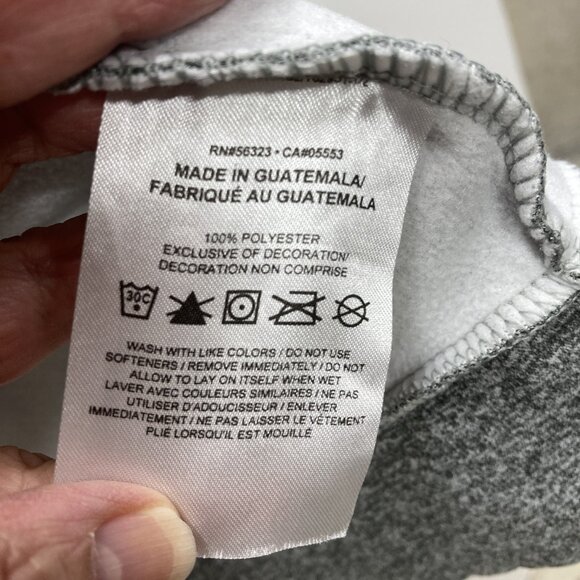 RN#56323 • CA#05553
MADE IN GUATEMALA/
FABRIQUÉ AU GUATEMALA
100% POLYESTER
EXCLUSIVE OF DECORATION/
DECORATION NON COMPRISE
30C
WASH WITH LIKE COLORS / DO NOT USE
SOFTENERS / REMOVE IMMEDIATELY / DO NOT
ALLOW TO LAY ON ITSELF WHEN WET
LAVER AVEC COULEURS SIMILAIRES / NE PAS
UTILISER D'ADOUCISSEUR / ENLEVER
IMMEDIATEMENT / NE PAS LAISSER LE VÊTEMENT
PLIÉ LORSQU'IL EST MOUILLÉ